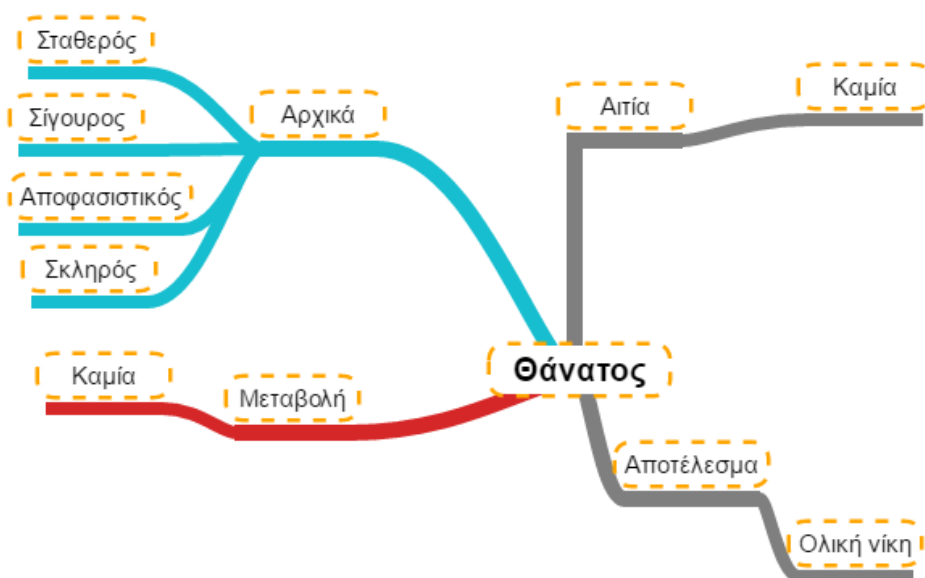 Σταθερός
Σίγουρος
Αποφασιστικός
Σκληρός
Αρχικά
Αιτία
Καμία
Θάνατος
Καμία
Μεταβολή
Αποτέλεσμα
Ολική νίκη